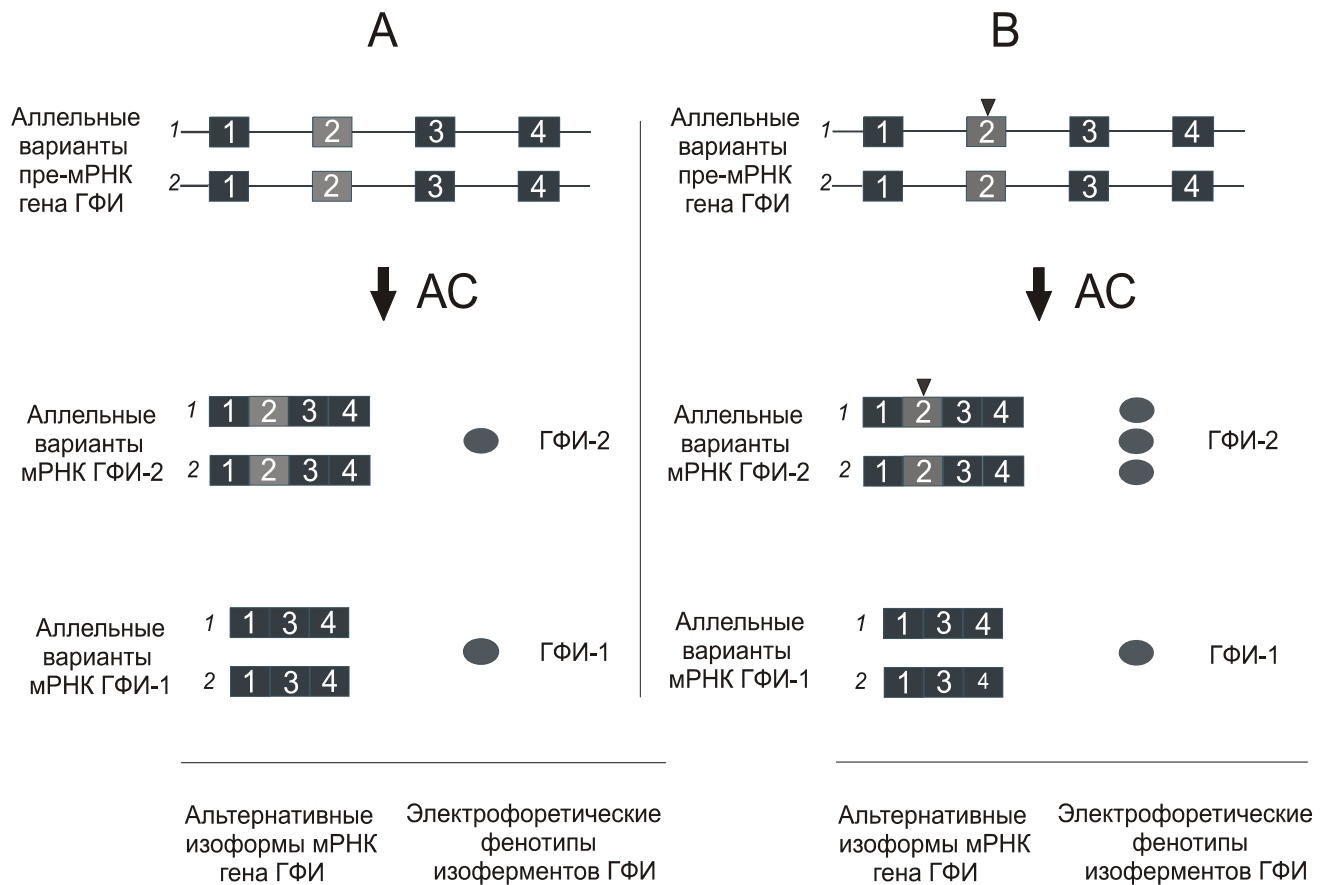 А
В
Аллельные
варианты
пре-мРНК
гена ГФИ
1 1 2 3 4
2 1 2 3 4
Аллельные
варианты
пре-мРНК
гена ГФИ
1 1 2 3 4
2 1 2 3 4
АС
АС
Аллельные
варианты
мРНК ГФИ-2
1 1 2 3 4
2 1 2 3 4
ГФИ-2
Аллельные
варианты
мРНК ГФИ-2
1 1 2 3 4
2 1 2 3 4
ГФИ-2
Аллельные
варианты
мРНК ГФИ-1
1 1 3 4
2 1 3 4
ГФИ-1
Аллельные
варианты
мРНК ГФИ-1
1 1 3 4
2 1 3 4
ГФИ-1
Альтернативные
изоформы мРНК
гена ГФИ
Электрофоретические
фенотипы
изоферментов ГФИ
Альтернативные
изоформы мРНК
гена ГФИ
Электрофоретические
фенотипы
изоферментов ГФИ